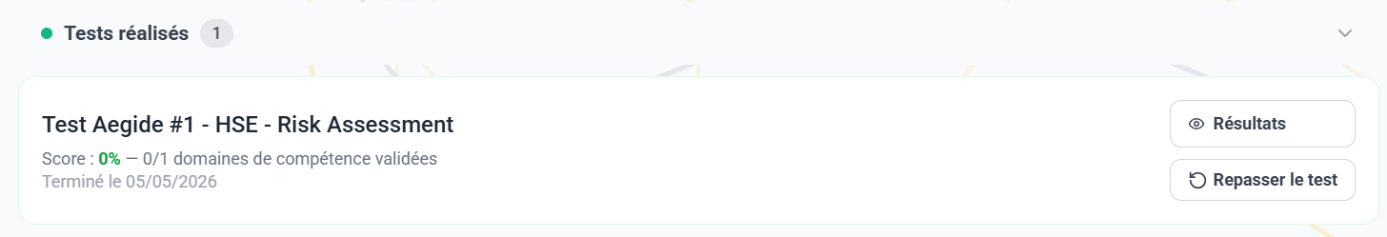 Tests réalisés 1
Test Aegide #1 - HSE - Risk Assessment
Score : 0% — 0/1 domaines de compétence validées
Terminé le 05/05/2026
Résultats
Repasser le test